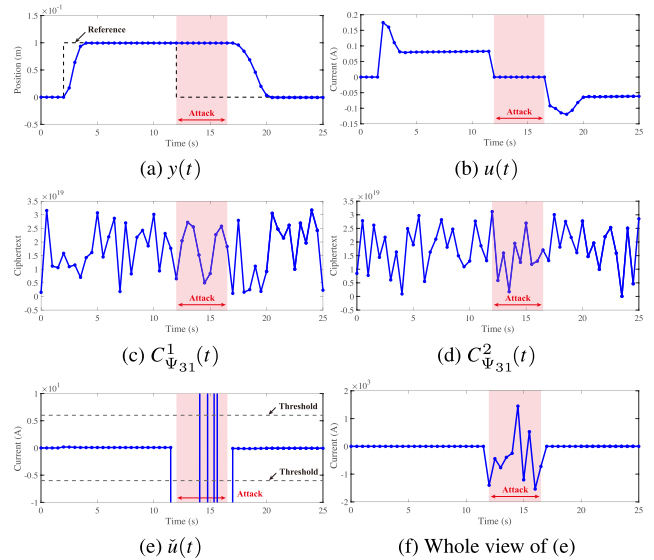 ×10⁻¹
1.5
1
0.5
0
-0.5
Position (m)
Reference
Attack
0 5 10 15 20 25
Time (s)
(a) y(t)
0.2
0.15
0.1
0.05
0
-0.05
-0.1
-0.15
Current (A)
Attack
0 5 10 15 20 25
Time (s)
(b) u(t)
×10¹⁹
3.5
3
2.5
2
1.5
1
0.5
0
Ciphertext
Attack
0 5 10 15 20 25
Time (s)
(c) C¹Ψ₃₁(t)
×10¹⁹
3.5
3
2.5
2
1.5
1
0.5
0
Ciphertext
Attack
0 5 10 15 20 25
Time (s)
(d) C²Ψ₃₁(t)
×10¹
1
0.5
0
-0.5
-1
Current (A)
Threshold
Threshold
Attack
0 5 10 15 20 25
Time (s)
(e) ǔ(t)
×10³
2
1
0
-1
-2
Current (A)
Attack
0 5 10 15 20 25
Time (s)
(f) Whole view of (e)